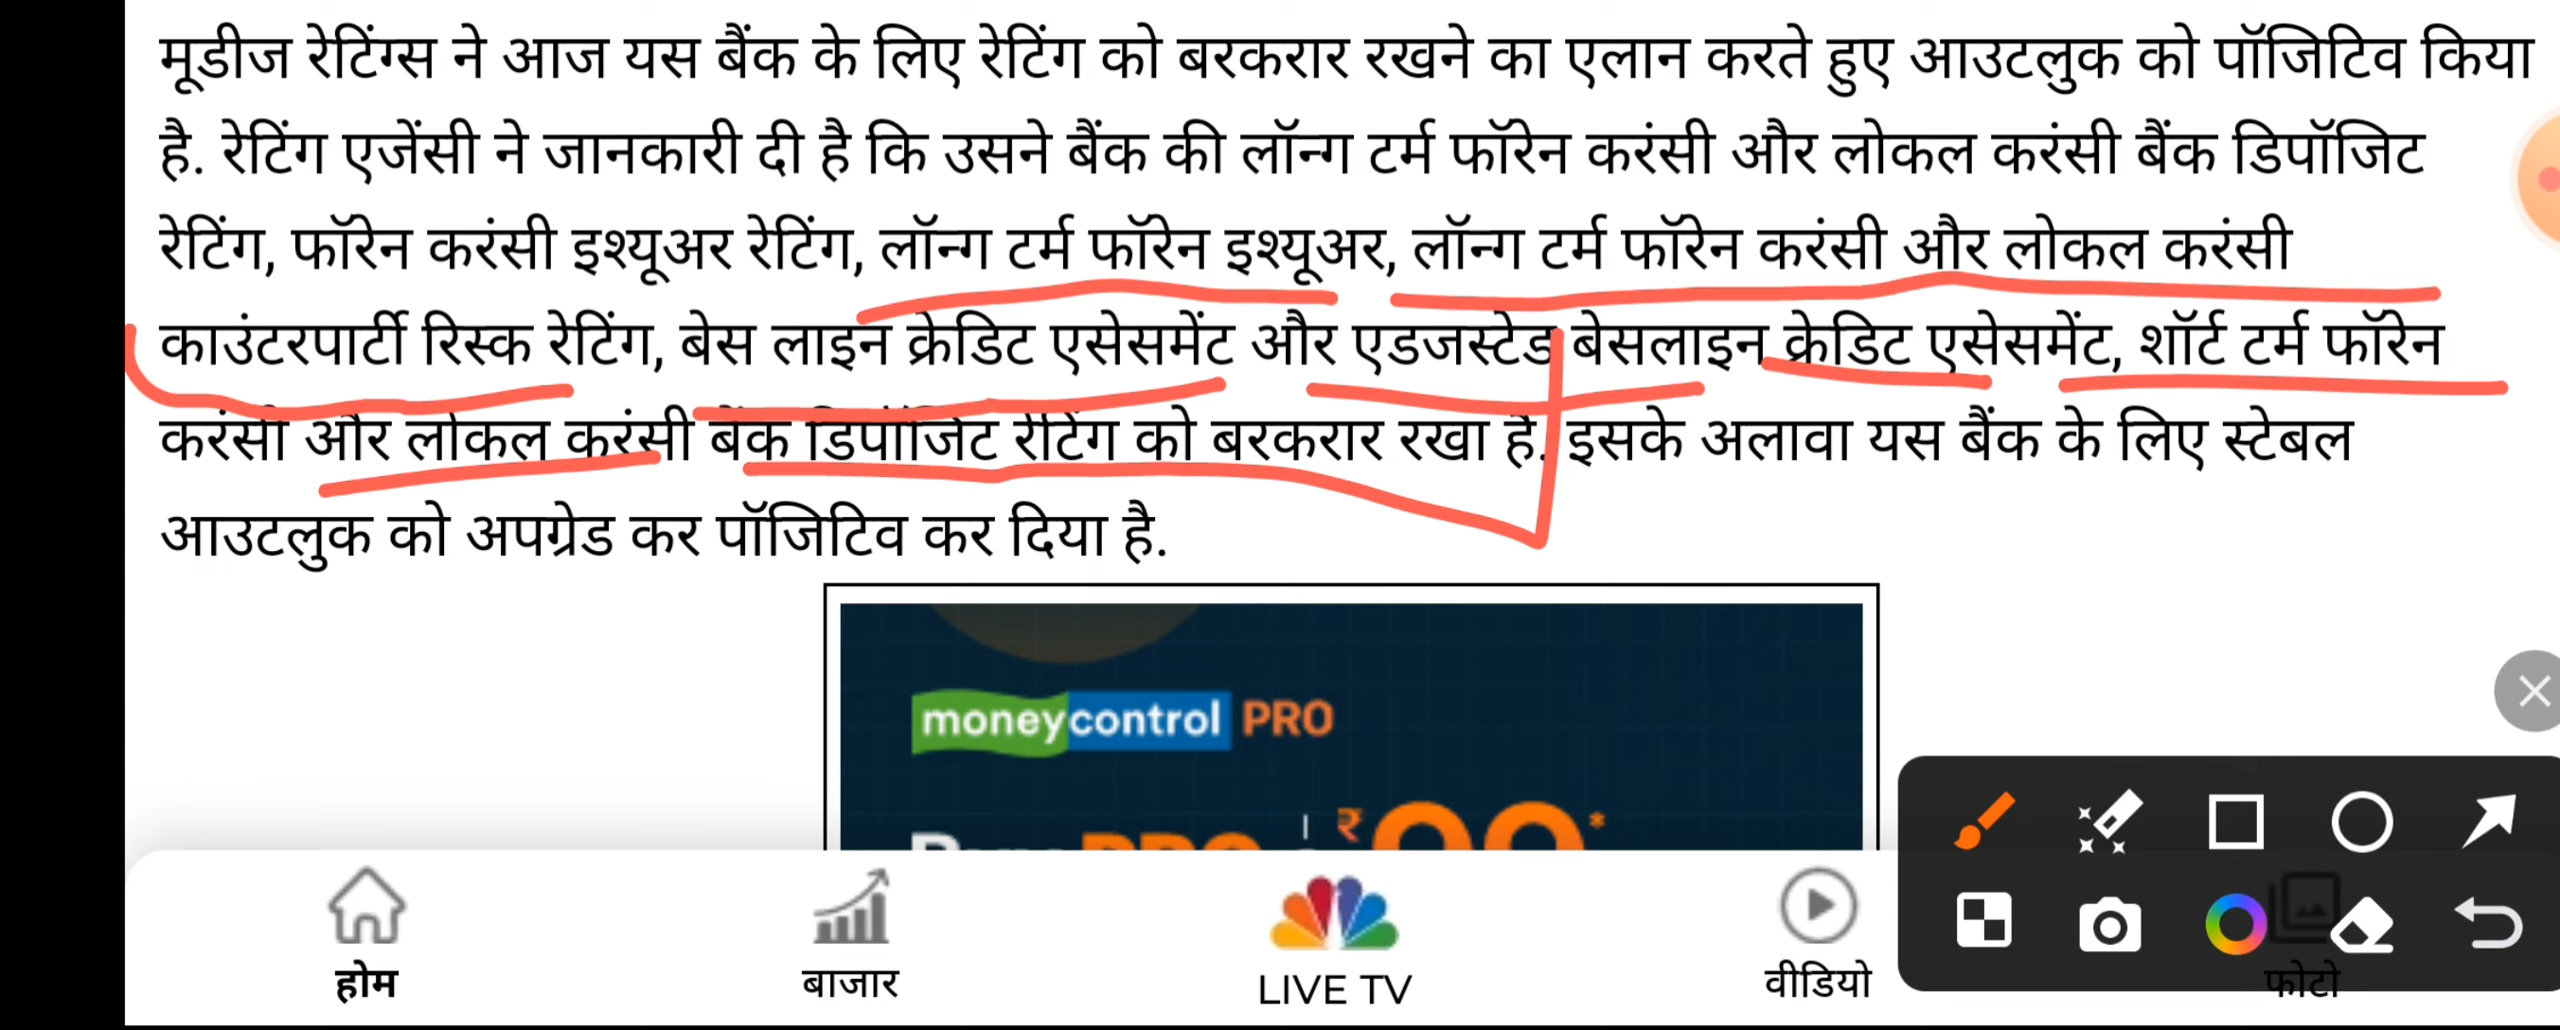 मूडीज रेटिंग्स ने आज यस बैंक के लिए रेटिंग को बरकरार रखने का एलान करते हुए आउटलुक को पॉजिटिव किया
है. रेटिंग एजेंसी ने जानकारी दी है कि उसने बैंक की लॉन्ग टर्म फॉरेन करंसी और लोकल करंसी बैंक डिपॉजिट
रेटिंग, फॉरेन करंसी इश्यूअर रेटिंग, लॉन्ग टर्म फॉरेन इश्यूअर, लॉन्ग टर्म फॉरेन करंसी और लोकल करंसी
काउंटरपार्टी रिस्क रेटिंग, बेस लाइन क्रेडिट एसेसमेंट और एडजस्टेड बेसलाइन क्रेडिट एसेसमेंट, शॉर्ट टर्म फॉरेन
करंसी और लोकल करंसी बैंक डिपॉजिट रेटिंग को बरकरार रखा है. इसके अलावा यस बैंक के लिए स्टेबल
आउटलुक को अपग्रेड कर पॉजिटिव कर दिया है.
moneycontrol PRO
₹
होम बाजार LIVE TV वीडियो फोटो